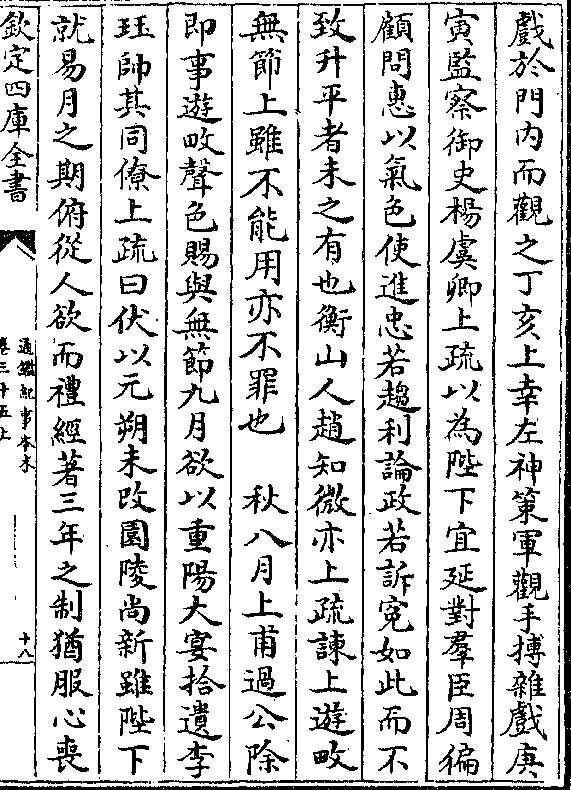 戲於門内而觀之丁亥上幸左神策軍觀手搏雜戲庚
寅監察御史楊虞卿上疏以為陛下宜延對羣臣周徧
顧問惠以氣色使進忠若趨利論政若訴寃如此而不
致升平者未之有也衡山人趙知微亦上疏諫上遊畋
無節上雖不能用亦不罪也 秋八月上甫過公除
即事遊畋聲色賜與無節九月欲以重陽大宴拾遺李
珏帥其同僚上疏曰伏以元朔未改園陵尚新雖陛下
就易月之期俯從人欲而禮經著三年之制猶服心喪
欽定四庫全書
通鑑紀事本末
卷三十五上
十八